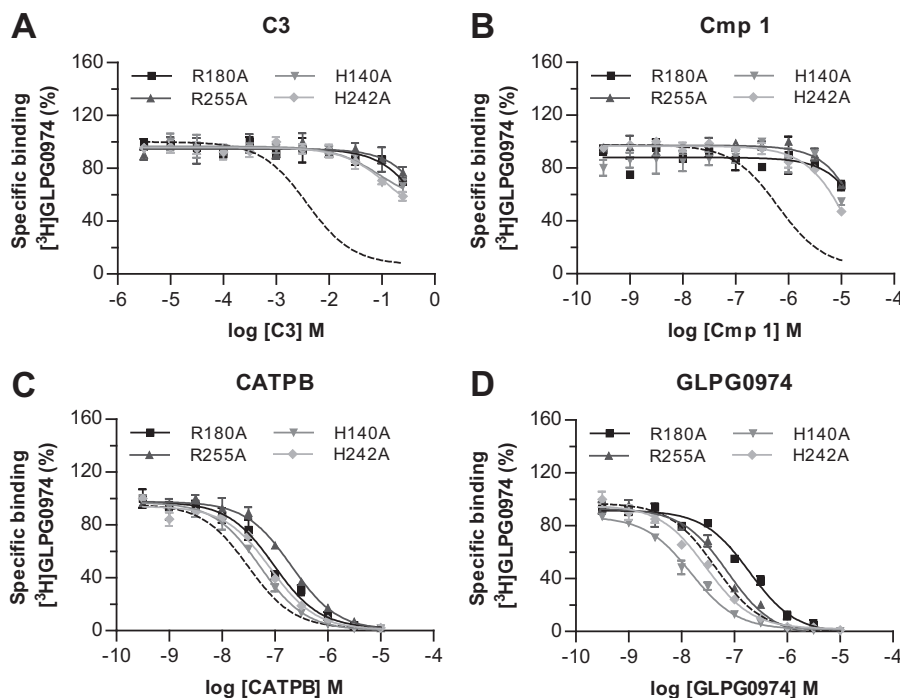 A
C3
160
120
80
40
0
Specific binding
[³H]GLPG0974 (%)
R180A
R255A
H140A
H242A
-6 -5 -4 -3 -2 -1 0
log [C3] M
B
Cmp 1
160
120
80
40
0
Specific binding
[³H]GLPG0974 (%)
R180A
R255A
H140A
H242A
-10 -9 -8 -7 -6 -5 -4
log [Cmp 1] M
C
CATPB
160
120
80
40
0
Specific binding
[³H]GLPG0974 (%)
R180A
R255A
H140A
H242A
-10 -9 -8 -7 -6 -5 -4
log [CATPB] M
D
GLPG0974
160
120
80
40
0
Specific binding
[³H]GLPG0974 (%)
R180A
R255A
H140A
H242A
-10 -9 -8 -7 -6 -5 -4
log [GLPG0974] M